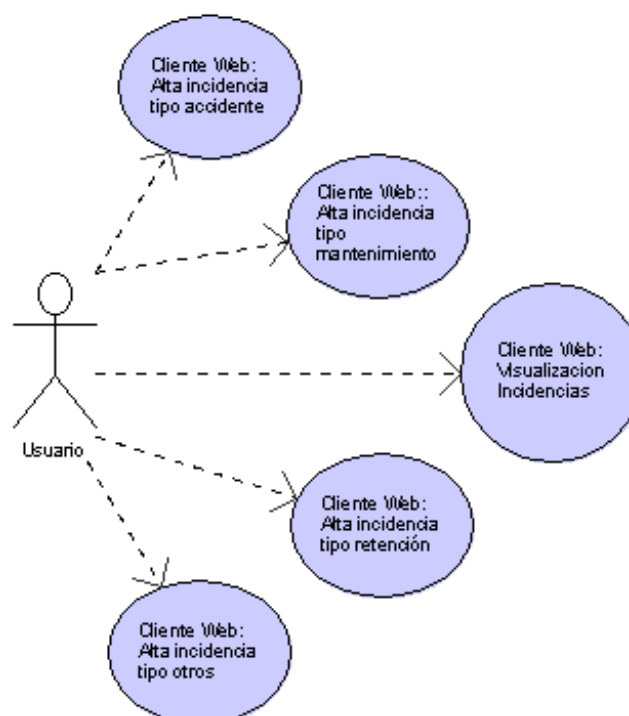 Cliente Web:
Alta incidencia
tipo accidente
Cliente Web::
Alta incidencia
tipo
mantenimiento
Cliente Web:
Visualizacion
Incidencias
Usuario
Cliente Web:
Alta incidencia
tipo retención
Cliente Web:
Alta incidencia
tipo otros